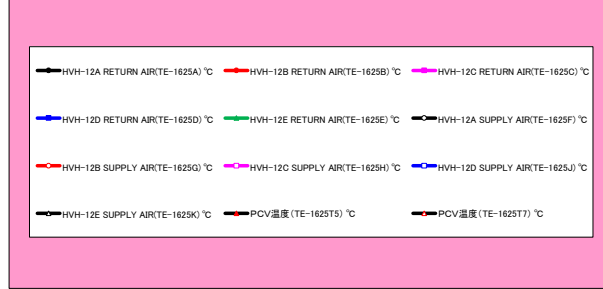 HVH-12A RETURN AIR(TE-1625A) ℃ HVH-12B RETURN AIR(TE-1625B) ℃ HVH-12C RETURN AIR(TE-1625C) ℃
HVH-12D RETURN AIR(TE-1625D) ℃ HVH-12E RETURN AIR(TE-1625E) ℃ HVH-12A SUPPLY AIR(TE-1625F) ℃
HVH-12B SUPPLY AIR(TE-1625G) ℃ HVH-12C SUPPLY AIR(TE-1625H) ℃ HVH-12D SUPPLY AIR(TE-1625J) ℃
HVH-12E SUPPLY AIR(TE-1625K) ℃ PCV温度(TE-1625T5) ℃ PCV温度(TE-1625T7) ℃